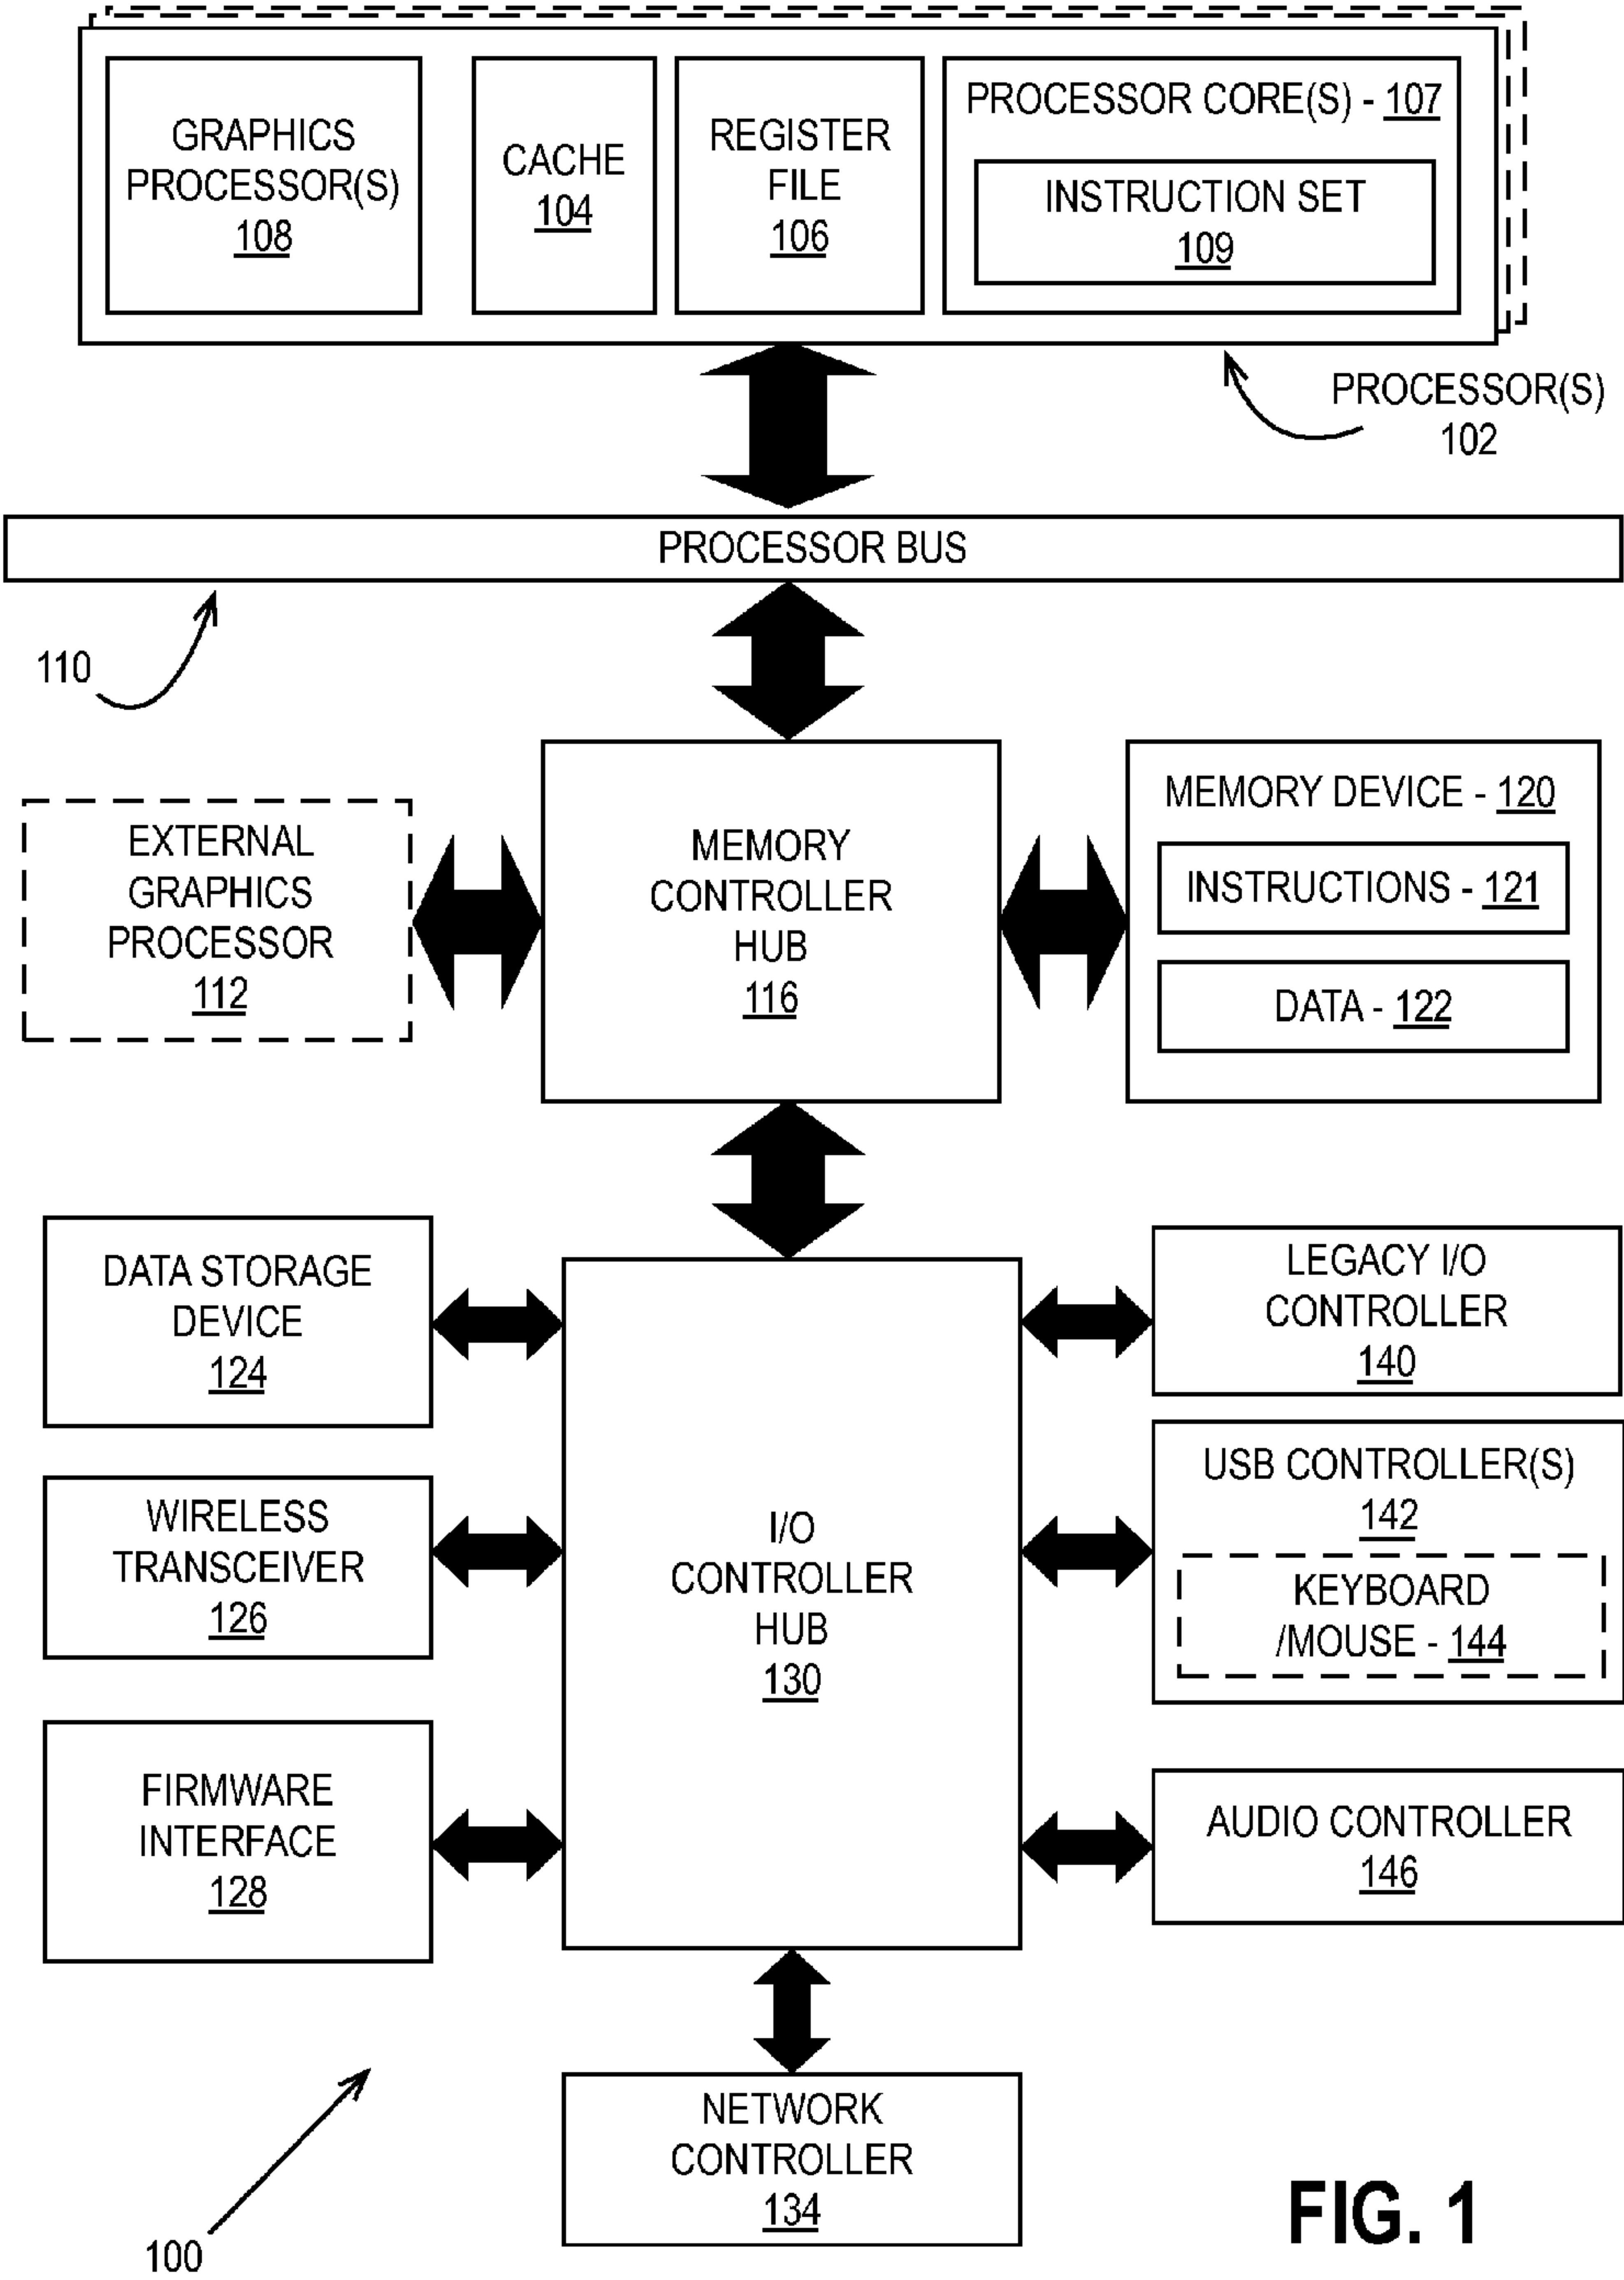 GRAPHICS
PROCESSOR(S)
108
CACHE
104
REGISTER
FILE
106
PROCESSOR CORE(S) - 107
INSTRUCTION SET
109
PROCESSOR(S)
102
PROCESSOR BUS
110
EXTERNAL
GRAPHICS
PROCESSOR
112
MEMORY
CONTROLLER
HUB
116
MEMORY DEVICE - 120
INSTRUCTIONS - 121
DATA - 122
DATA STORAGE
DEVICE
124
WIRELESS
TRANSCEIVER
126
FIRMWARE
INTERFACE
128
I/O
CONTROLLER
HUB
130
LEGACY I/O
CONTROLLER
140
USB CONTROLLER(S)
142
KEYBOARD
/MOUSE - 144
AUDIO CONTROLLER
146
NETWORK
CONTROLLER
134
100
FIG. 1